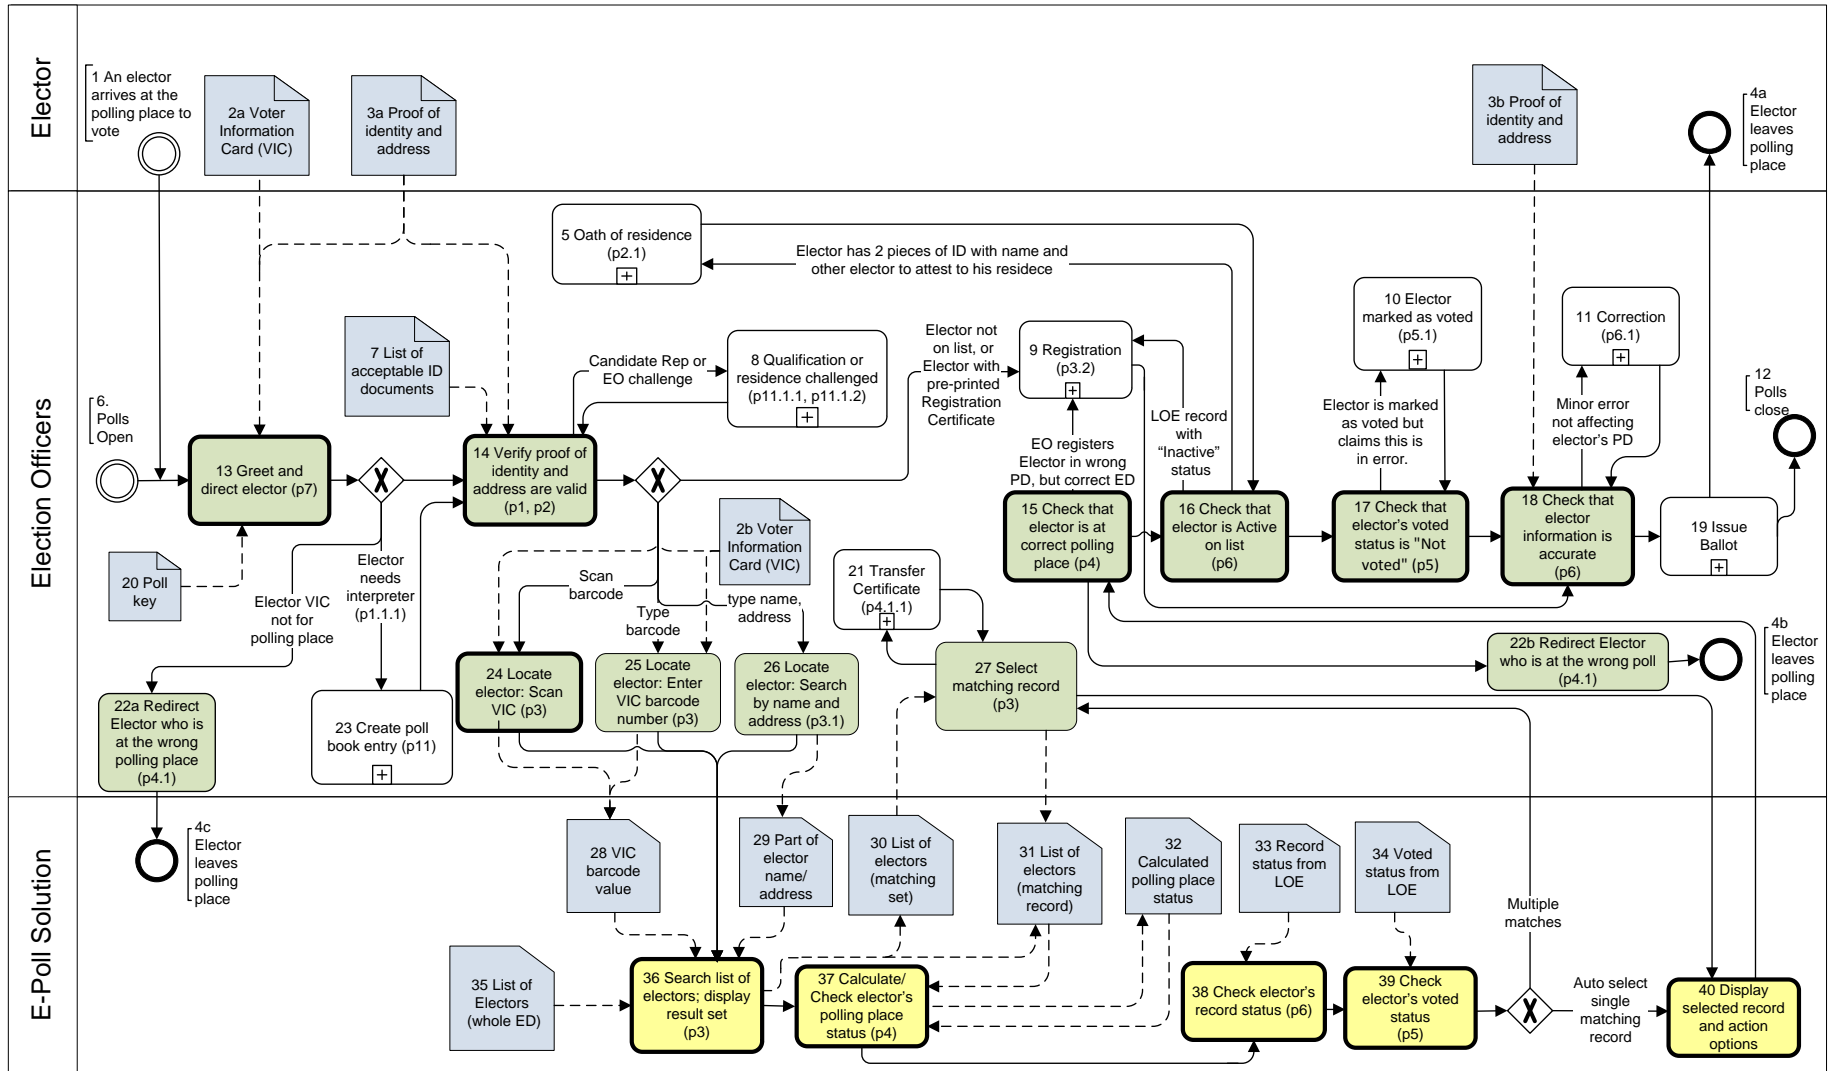 Elector
1 An elector
arrives at the
polling place to
vote
2a Voter
Information
Card (VIC)
3a Proof of
identity and
address
3b Proof of
identity and
address
4a
Elector
leaves
polling
place
Election Officers
5 Oath of residence
(p2.1)
Elector has 2 pieces of ID with name and
other elector to attest to his residece
10 Elector
marked as voted
(p5.1)
11 Correction
(p6.1)
7 List of
acceptable ID
documents
Candidate Rep or
EO challenge
8 Qualification or
residence challenged
(p11.1.1, p11.1.2)
Elector not
on list, or
Elector with
pre-printed
Registration
Certificate
9 Registration
(p3.2)
LOE record
with
“Inactive”
status
Elector is marked
as voted but
claims this is
in error.
Minor error
not affecting
elector's PD
12
Polls
close
6.
Polls
Open
13 Greet and
direct elector (p7)
X
14 Verify proof of
identity and
address are valid
(p1, p2)
X
EO registers
Elector in wrong
PD, but correct ED
15 Check that
elector is at
correct polling
place (p4)
16 Check that
elector is Active
on list
(p6)
17 Check that
elector's voted
status is "Not
voted" (p5)
18 Check that
elector
information is
accurate
(p6)
19 Issue
Ballot
20 Poll
key
Elector VIC
not for
polling place
Elector
needs
interpreter
(p1.1.1)
2b Voter
Information
Card (VIC)
Scan
barcode
Type
barcode
type name,
address
21 Transfer
Certificate
(p4.1.1)
22a Redirect
Elector who is
at the wrong
polling place
(p4.1)
23 Create poll
book entry (p11)
24 Locate
elector: Scan
VIC (p3)
25 Locate
elector: Enter
VIC barcode
number (p3)
26 Locate
elector: Search
by name and
address (p3.1)
27 Select
matching record
(p3)
22b Redirect Elector
who is at the wrong poll
(p4.1)
4b
Elector
leaves
polling
place
E-Poll Solution
4c
Elector
leaves
polling
place
28 VIC
barcode
value
29 Part of
elector
name/
address
30 List of
electors
(matching
set)
31 List of
electors
(matching
record)
32
Calculated
polling place
status
33 Record
status from
LOE
34 Voted
status from
LOE
Multiple
matches
35 List of
Electors
(whole ED)
36 Search list of
electors; display
result set
(p3)
37 Calculate/
Check elector's
polling place
status (p4)
38 Check elector's
record status (p6)
39 Check
elector's voted
status
(p5)
X
Auto select
single
matching
record
40 Display
selected record
and action
options